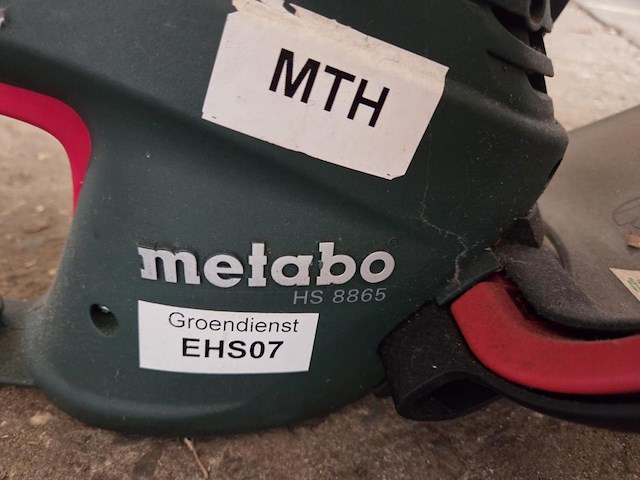 MTH
metabo
HS 8865
Groendienst
EHS07